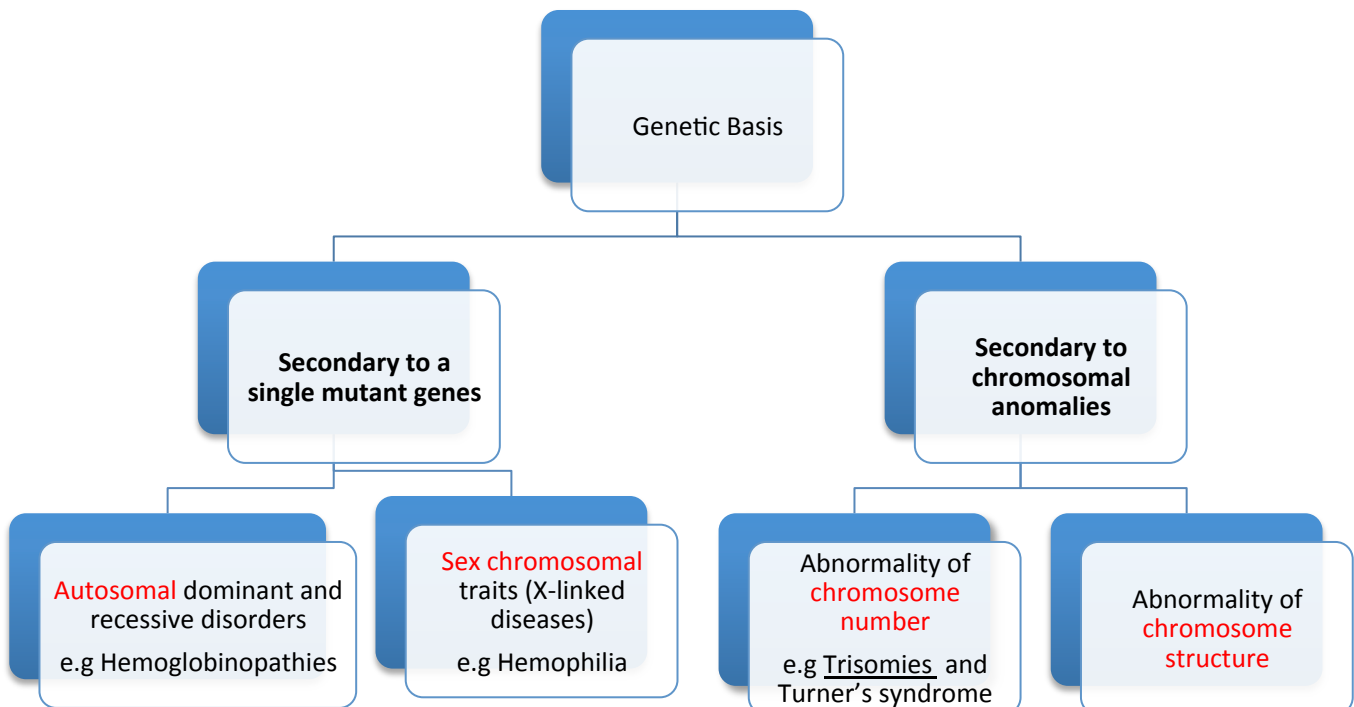 Genetic Basis
Secondary to a
single mutant genes
Secondary to
chromosomal
anomalies
Autosomal dominant and
recessive disorders
e.g Hemoglobinopathies
Sex chromosomal
traits (X-linked
diseases)
e.g Hemophilia
Abnormality of
chromosome
number
e.g Trisomies and
Turner’s syndrome
Abnormality of
chromosome
structure